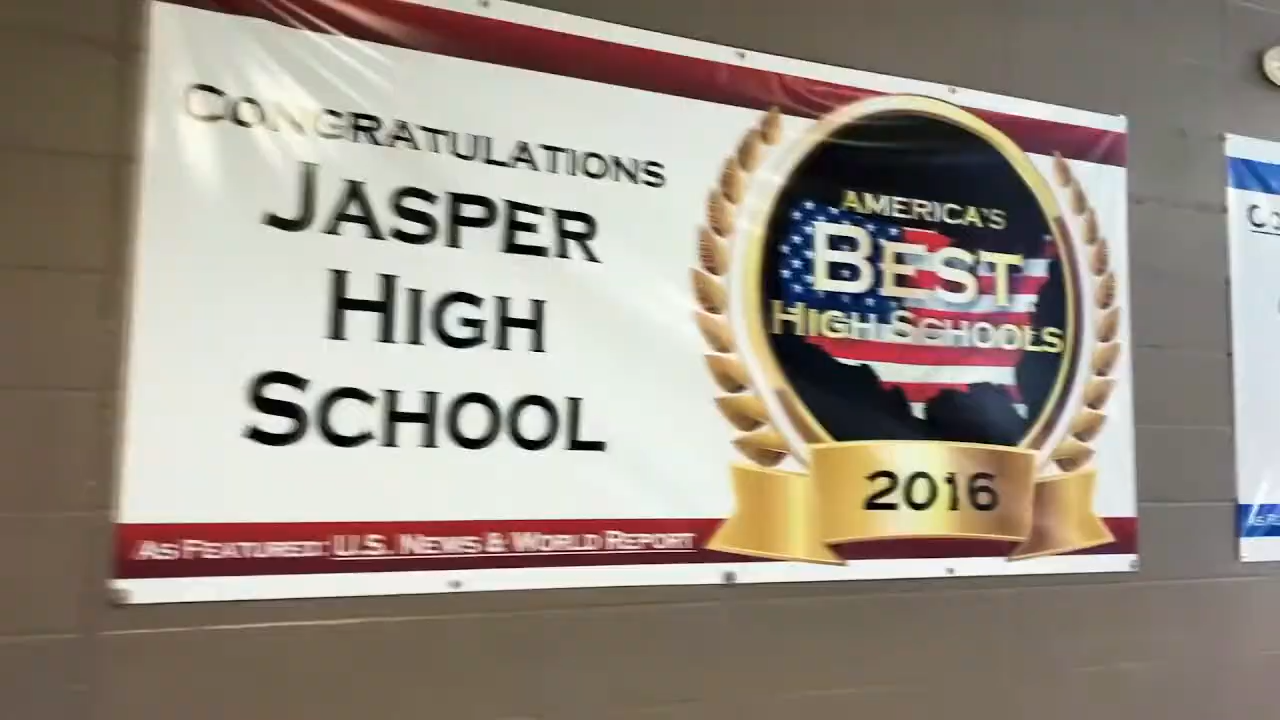 CONGRATULATIONS
JASPER
HIGH
SCHOOL
AS FEATURED: U.S. NEWS & WORLD REPORT
AMERICA'S
BEST
HIGH SCHOOLS
2016